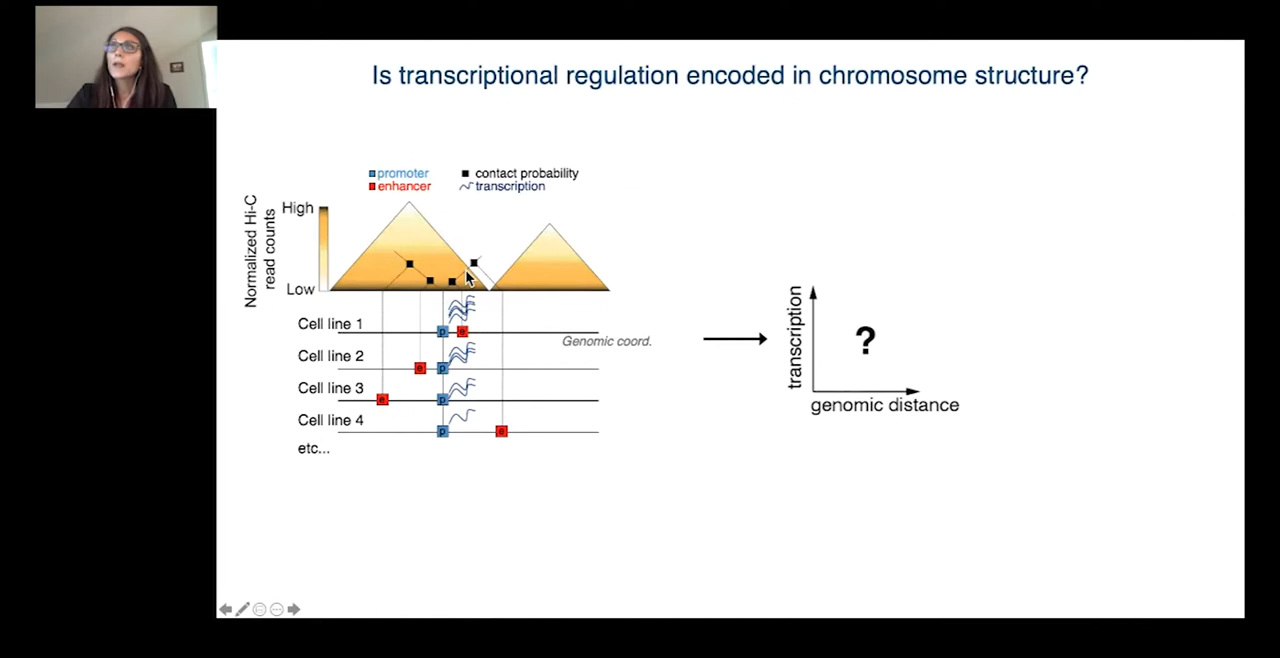 Is transcriptional regulation encoded in chromosome structure?
promoter
contact probability
enhancer
transcription
Normalized Hi-C
read counts
High
Low
Cell line 1
p
e
Genomic coord.
Cell line 2
e
p
Cell line 3
e
p
Cell line 4
p
e
etc...
transcription
?
genomic distance